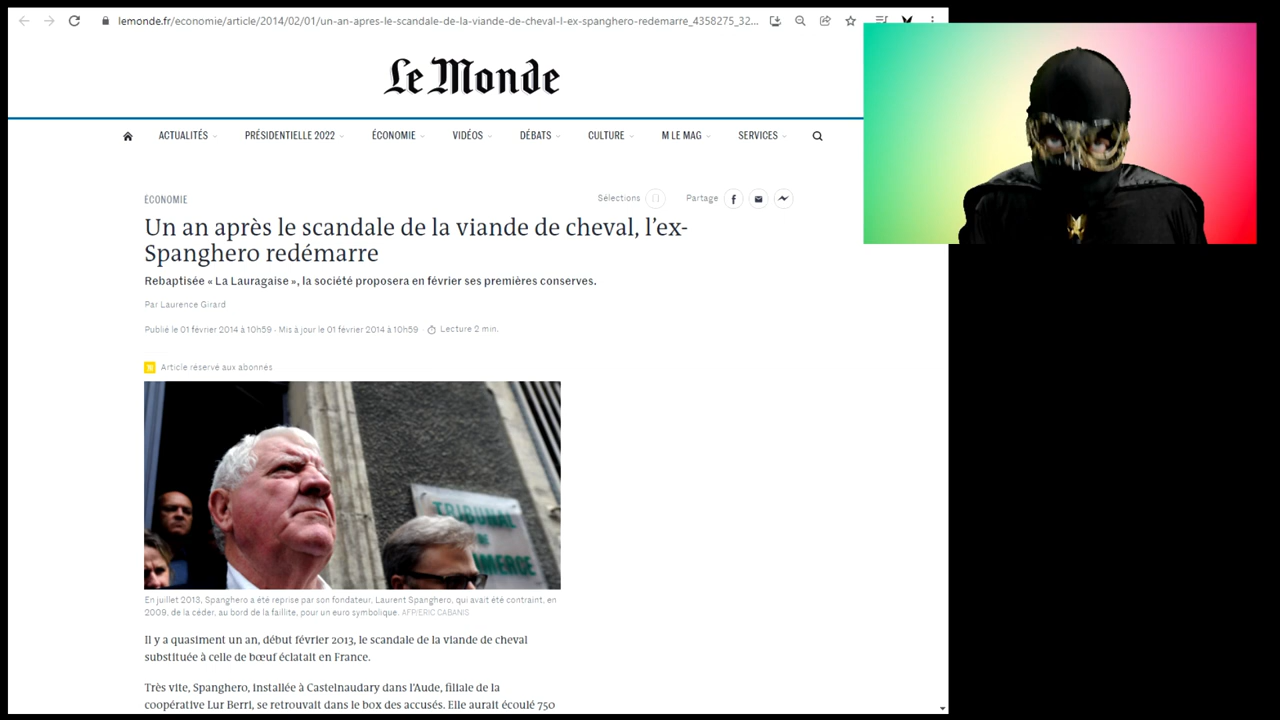 lemonde.fr/economie/article/2014/02/01/un-an-apres-le-scandale-de-la-viande-de-cheval-l-ex-spanghero-redemarre_4358275_32...
Le Monde
ACTUALITÉS PRÉSIDENTIELLE 2022 ÉCONOMIE VIDÉOS DÉBATS CULTURE M LE MAG SERVICES
ÉCONOMIE
Sélections Partage
Un an après le scandale de la viande de cheval, l'ex-
Spanghero redémarre
Rebaptisée « La Lauragaise », la société proposera en février ses premières conserves.
Par Laurence Girard
Publié le 01 février 2014 à 10h59 - Mis à jour le 01 février 2014 à 10h59 · Lecture 2 min.
Article réservé aux abonnés
TRIBUNAL
DE
MMERCE
En juillet 2013, Spanghero a été reprise par son fondateur, Laurent Spanghero, qui avait été contraint, en
2009, de la céder, au bord de la faillite, pour un euro symbolique. AFP/ERIC CABANIS
Il y a quasiment un an, début février 2013, le scandale de la viande de cheval
substituée à celle de bœuf éclatait en France.
Très vite, Spanghero, installée à Castelnaudary dans l'Aude, filiale de la
coopérative Lur Berri, se retrouvait dans le box des accusés. Elle aurait écoulé 750